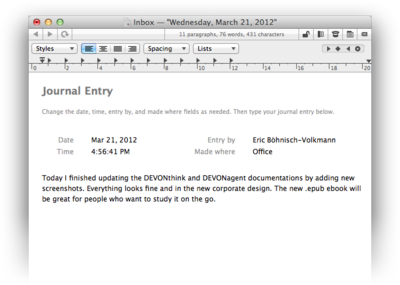 Inbox — "Wednesday, March 21, 2012"
11 paragraphs, 76 words, 431 characters
Styles Spacing Lists
0 2 4 6 8 10 12 14 16 18 20
Journal Entry
Change the date, time, entry by, and made where fields as needed. Then type your journal entry below.
Date Mar 21, 2012 Entry by Eric Böhnisch-Volkmann
Time 4:56:41 PM Made where Office
Today I finished updating the DEVONthink and DEVONagent documentations by adding new
screenshots. Everything looks fine and in the new corporate design. The new .epub ebook will
be great for people who want to study it on the go.